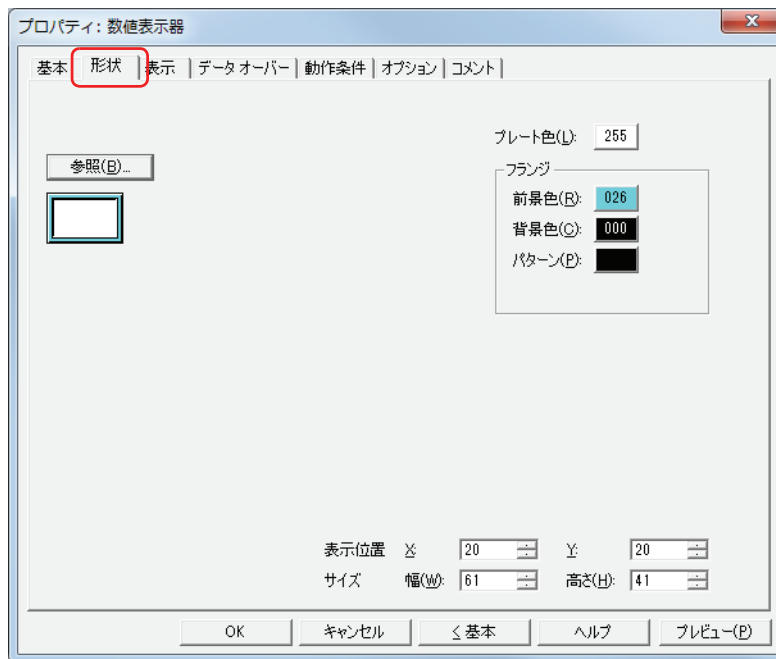 プロパティ: 数値表示器
基本 形状 表示 データ オーバー 動作条件 オプション コメント
プレート色(L): 255
参照(B)...
フランジ
前景色(R): 026
背景色(C): 000
パターン(P):
表示位置 X: 20 Y: 20
サイズ 幅(W): 61 高さ(H): 41
OK キャンセル < 基本 ヘルプ プレビュー(P)